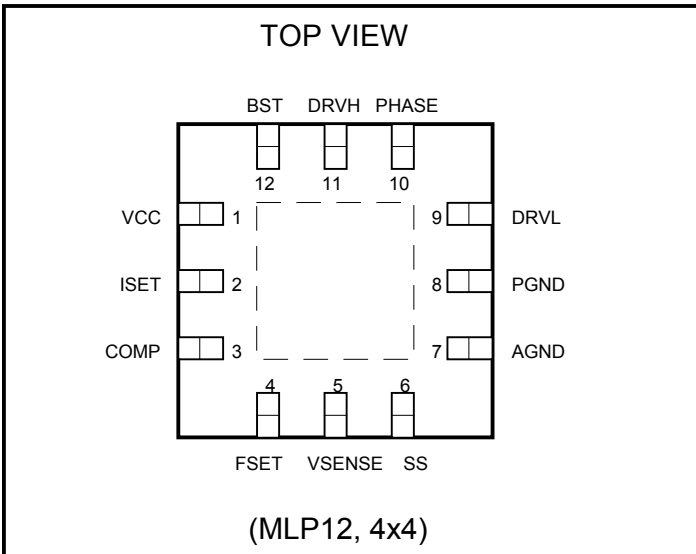 TOP VIEW
BST DRVH PHASE
12 11 10
VCC 1 9 DRVL
ISET 2 8 PGND
COMP 3 7 AGND
4 5 6
FSET VSENSE SS
(MLP12, 4x4)